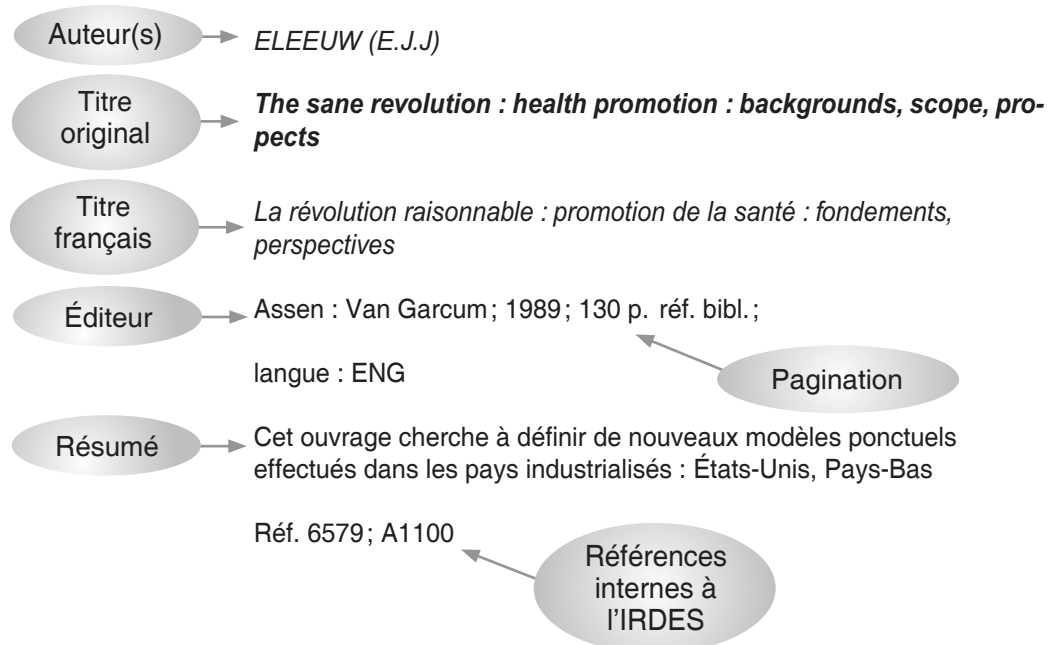 Auteur(s)
ELEEUW (E.J.J)
Titre
original
The sane revolution : health promotion : backgrounds, scope, pro-
pects
Titre
français
La révolution raisonnable : promotion de la santé : fondements,
perspectives
Éditeur
Assen : Van Garcum ; 1989 ; 130 p. réf. bibl. ;
langue : ENG
Pagination
Résumé
Cet ouvrage cherche à définir de nouveaux modèles ponctuels
effectués dans les pays industrialisés : États-Unis, Pays-Bas
Réf. 6579 ; A1100
Références
internes à
l'IRDES